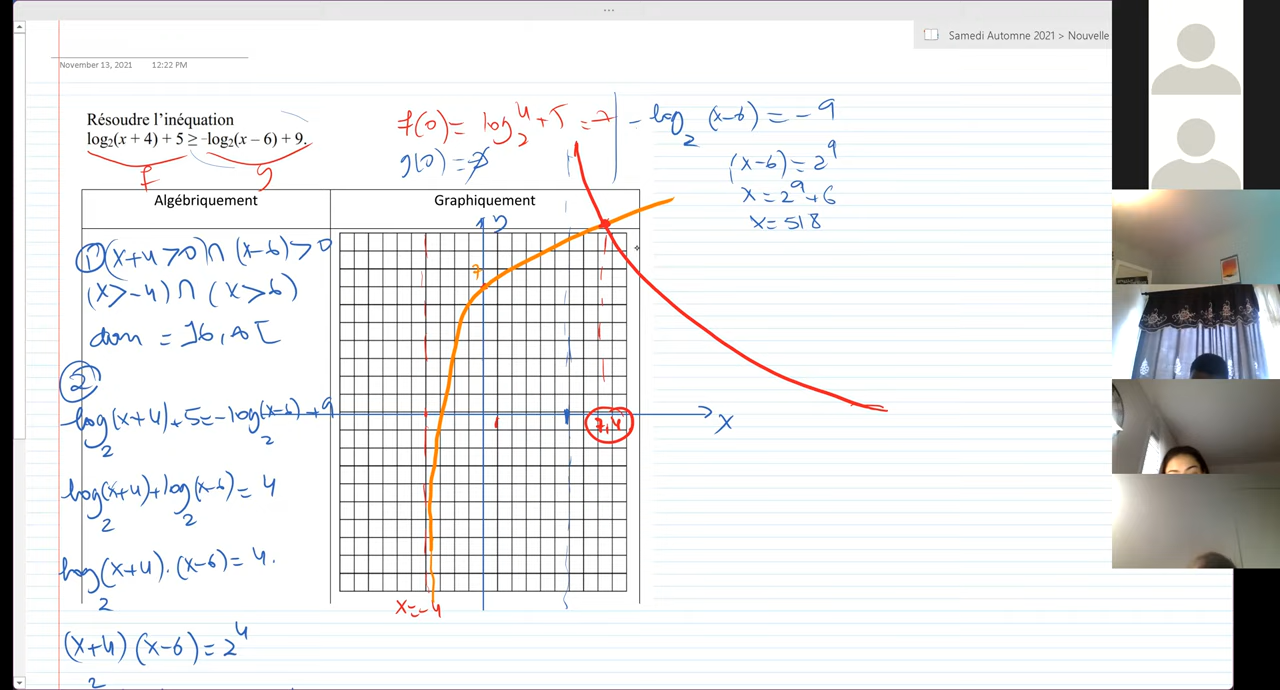 Samedi Automne 2021 > Nouvelle
November 13, 2021 12:22 PM
Résoudre l'inéquation
log₂(x + 4) + 5 ≥ -log₂(x − 6) + 9.
f g
f(0) = log₂4 + 5 = 7
g(0) = ∅
- log₂ (x-6) = -9
(x-6) = 2⁹
x = 2⁹ + 6
x = 518
Algébriquement
Graphiquement
① (x+4>0) ∩ (x-6)>0
(x>-4) ∩ (x>6)
dom = ]6, ∞[
②
log₂(x+4)+5=-log₂(x-6)+9
log₂(x+4)+log₂(x-6) = 4
log₂(x+4).(x-6) = 4.
(x+4)(x-6) = 2⁴
y
7
7,4
x
x=-4